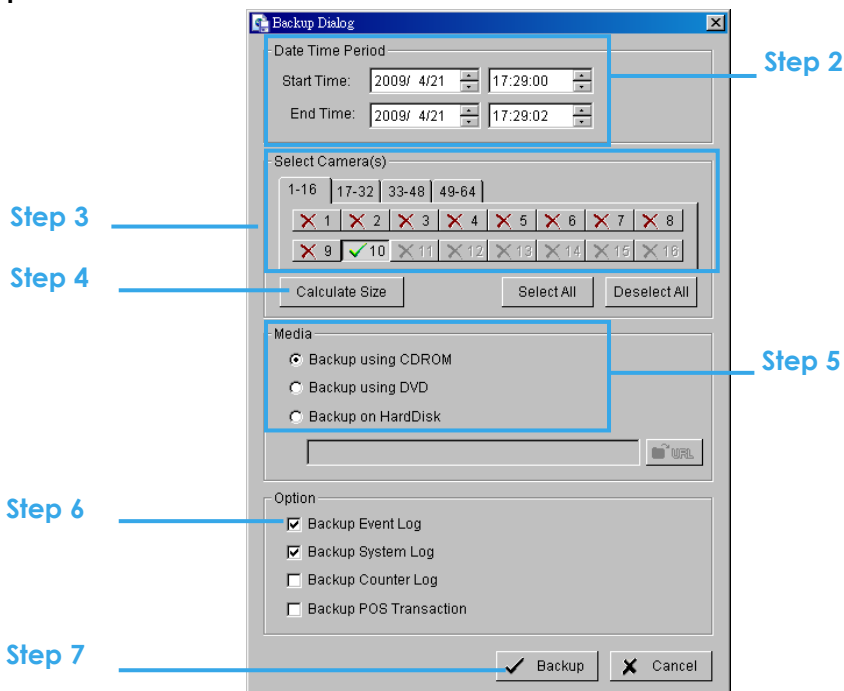 Backup Dialog
Date Time Period
Step 2
Start Time: 2009/ 4/21 17:29:00
End Time: 2009/ 4/21 17:29:02
Select Camera(s)
1-16 17-32 33-48 49-64
Step 3
1 2 3 4 5 6 7 8
9 10 11 12 13 14 15 16
Step 4
Calculate Size Select All Deselect All
Media
Backup using CDROM
Step 5
Backup using DVD
Backup on HardDisk
URL
Option
Step 6
Backup Event Log
Backup System Log
Backup Counter Log
Backup POS Transaction
Step 7
Backup Cancel